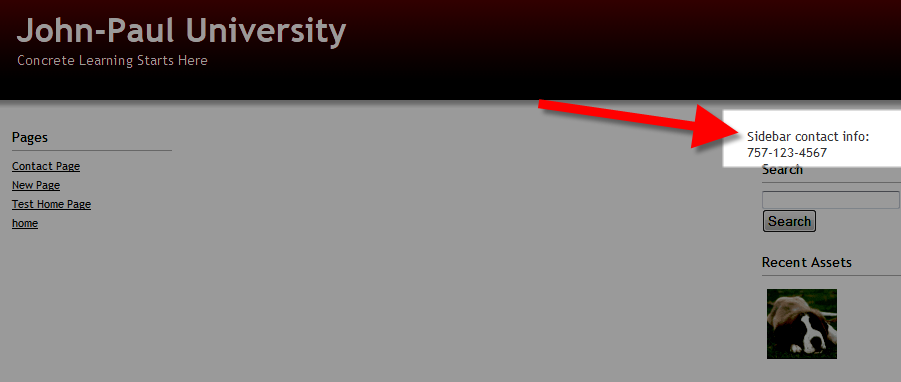 John-Paul University
Concrete Learning Starts Here
Pages
Contact Page
New Page
Test Home Page
home
Sidebar contact info:
757-123-4567
Search
Search
Recent Assets